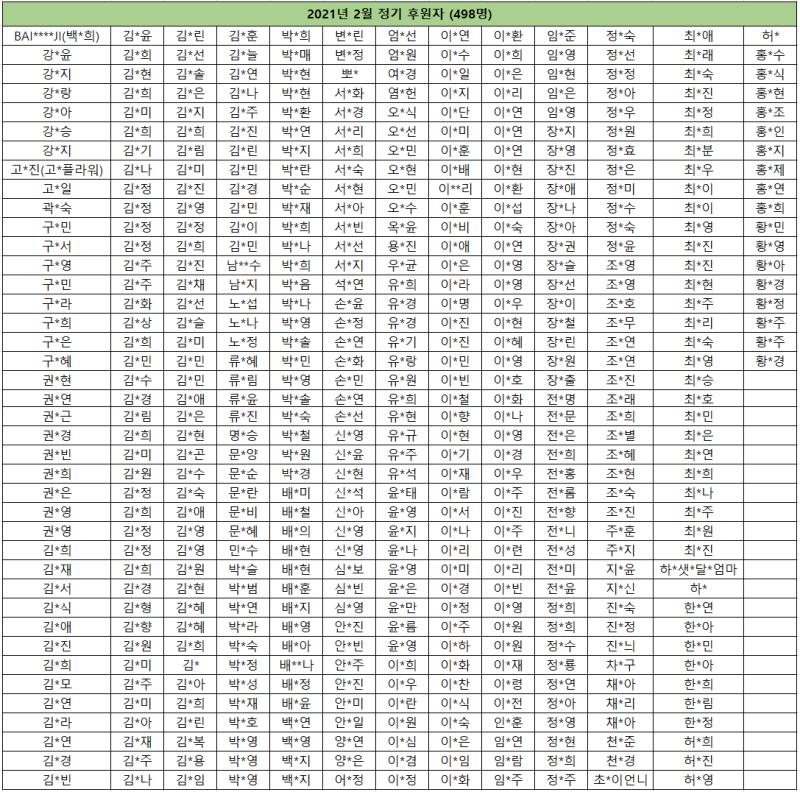 2021년 2월 정기 후원자 (498명)
BAI****JI(백*희) 김*윤 김*린 김*훈 박*희 변*린 엄*선 이*연 이*환 임*준 정*숙 최*애 허*
강*윤 김*희 김*선 김*늘 박*매 변*정 엄*원 이*수 이*희 임*영 정*선 최*래 홍*수
강*지 김*현 김*솔 김*연 박*현 뽀* 여*경 이*일 이*은 임*현 정*정 최*숙 홍*식
강*랑 김*희 김*은 김*나 박*현 서*화 염*헌 이*지 이*리 임*은 정*아 최*진 홍*현
강*아 김*미 김*지 김*주 박*환 서*경 오*식 이*단 이*연 임*영 정*우 최*정 홍*조
강*승 김*희 김*희 김*진 박*연 서*리 오*선 이*미 이*연 장*지 정*원 최*희 홍*인
강*지 김*기 김*림 김*린 박*지 서*희 오*민 이*훈 이*연 장*영 정*효 최*분 홍*지
고*진(고*플라워) 김*나 김*미 김*민 박*란 서*숙 오*현 이*배 이*현 장*진 정*은 최*우 홍*제
고*일 김*정 김*진 김*경 박*순 서*현 오*민 이**리 이*환 장*애 정*미 최*이 홍*연
곽*숙 김*정 김*영 김*민 박*재 서*아 오*수 이*훈 이*섭 장*나 정*수 최*이 홍*희
구*민 김*정 김*정 김*이 박*희 서*빈 옥*윤 이*비 이*숙 장*아 정*숙 최*영 황*민
구*서 김*정 김*희 김*민 박*나 서*선 용*진 이*애 이*연 장*권 정*윤 최*진 황*영
구*영 김*주 김*진 남**수 박*희 서*지 우*균 이*은 이*영 장*슬 조*영 최*진 황*아
구*민 김*주 김*채 남*지 박*음 석*연 유*희 이*라 이*영 장*선 조*영 최*현 황*경
구*라 김*화 김*선 노*섭 박*나 손*윤 유*경 이*명 이*우 장*이 조*호 최*주 황*정
구*희 김*상 김*슬 노*나 박*영 손*정 유*경 이*진 이*현 장*철 조*무 최*리 황*주
구*은 김*희 김*미 노*정 박*솔 손*연 유*기 이*진 이*혜 장*린 조*연 최*숙 황*주
구*혜 김*민 김*민 류*혜 박*민 손*화 유*랑 이*민 이*영 장*원 조*연 최*영 황*경
권*현 김*수 김*민 류*림 박*영 손*민 유*원 이*빈 이*호 장*출 조*진 최*승
권*연 김*경 김*애 류*윤 박*솔 손*연 유*희 이*철 이*화 전*명 조*래 최*호
권*근 김*림 김*은 류*진 박*숙 손*선 유*현 이*향 이*나 전*문 조*희 최*민
권*경 김*희 김*현 명*승 박*철 신*영 유*규 이*현 이*영 전*은 조*별 최*은
권*빈 김*미 김*곤 문*양 박*원 신*윤 유*주 이*기 이*경 전*희 조*혜 최*연
권*희 김*원 김*수 문*순 박*경 신*현 유*석 이*재 이*우 전*홍 조*현 최*희
권*은 김*정 김*숙 문*란 배*미 신*석 윤*태 이*람 이*주 전*롬 조*숙 최*나
권*영 김*희 김*애 문*비 배*철 신*아 윤*영 이*서 이*진 전*향 조*진 최*주
권*영 김*정 김*영 문*혜 배*의 신*영 윤*지 이*나 이*주 전*니 주*훈 최*원
김*희 김*정 김*영 민*수 배*현 신*영 윤*나 이*리 이*련 전*성 주*지 최*진
김*재 김*희 김*원 박*슬 배*현 심*보 윤*영 이*미 이*리 전*미 지*윤 하*샛*달*엄마
김*서 김*경 김*현 박*범 배*훈 심*빈 윤*은 이*경 이*빈 전*윤 지*신 하*
김*식 김*형 김*혜 박*연 배*지 심*영 윤*만 이*정 이*영 정*희 진*숙 한*연
김*애 김*향 김*혜 박*라 배*영 안*진 윤*름 이*주 이*원 정*희 진*정 한*아
김*진 김*원 김*희 박*숙 배*아 안*빈 윤*영 이*하 이*원 정*수 진*늬 한*민
김*희 김*미 김* 박*정 배**나 안*주 이*희 이*화 이*재 정*룡 차*구 한*아
김*모 김*주 김*아 박*성 배*정 안*진 이*우 이*찬 이*령 정*연 채*아 한*희
김*연 김*미 김*희 박*재 배*윤 안*미 이*란 이*식 이*전 정*아 채*리 한*림
김*라 김*아 김*린 박*호 백*연 안*일 이*원 이*숙 인*훈 정*영 채*아 한*정
김*연 김*재 김*복 박*영 백*영 양*연 이*심 이*은 임*연 정*현 천*준 허*희
김*경 김*주 김*용 박*영 백*지 양*은 이*경 이*임 임*람 정*희 천*경 허*진
김*빈 김*나 김*임 박*영 백*지 어*정 이*정 이*화 임*주 정*주 초*이언니 허*영